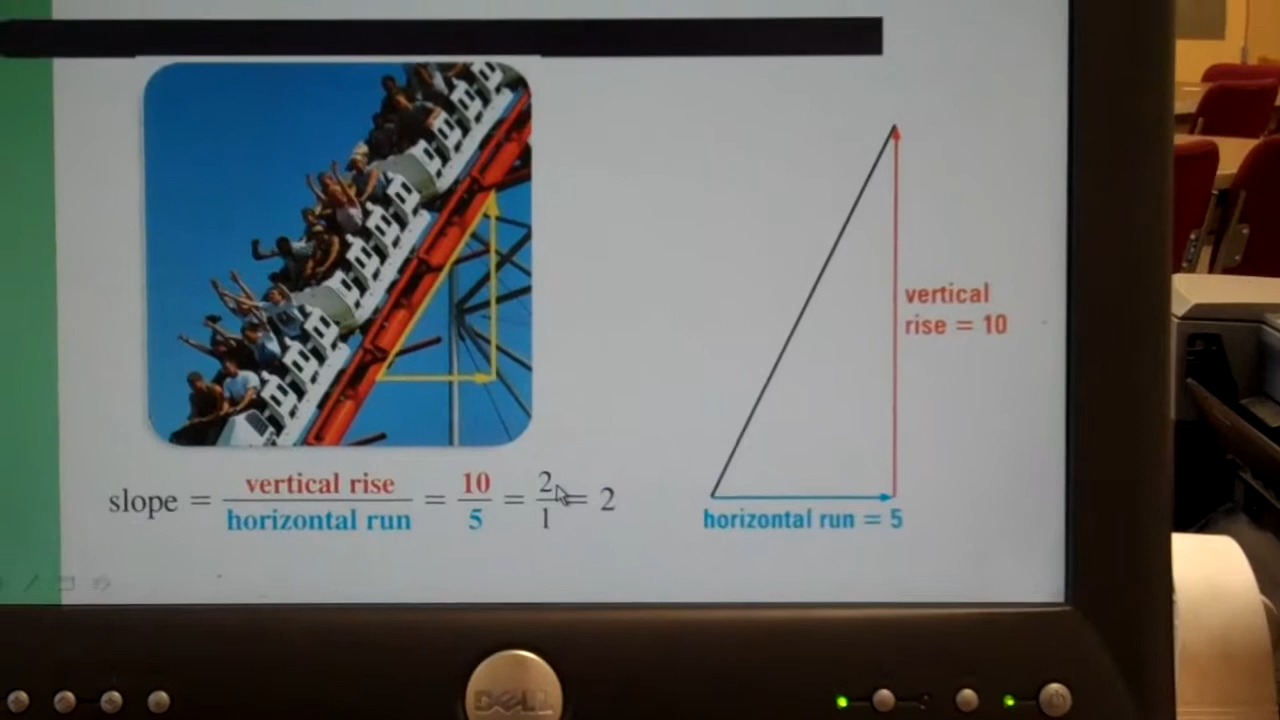 vertical
rise = 10
slope = vertical rise / horizontal run = 10 / 5 = 2 / 1 = 2
horizontal run = 5
DELL